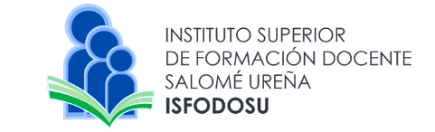 INSTITUTO SUPERIOR
DE FORMACIÓN DOCENTE
SALOMÉ UREÑA
ISFODOSU